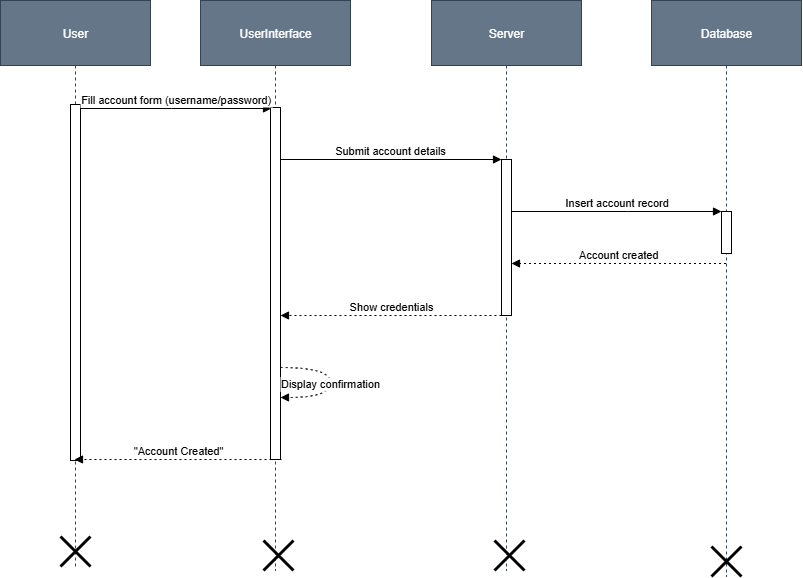 User
UserInterface
Server
Database
Fill account form (username/password)
Submit account details
Insert account record
Account created
Show credentials
Display confirmation
"Account Created"